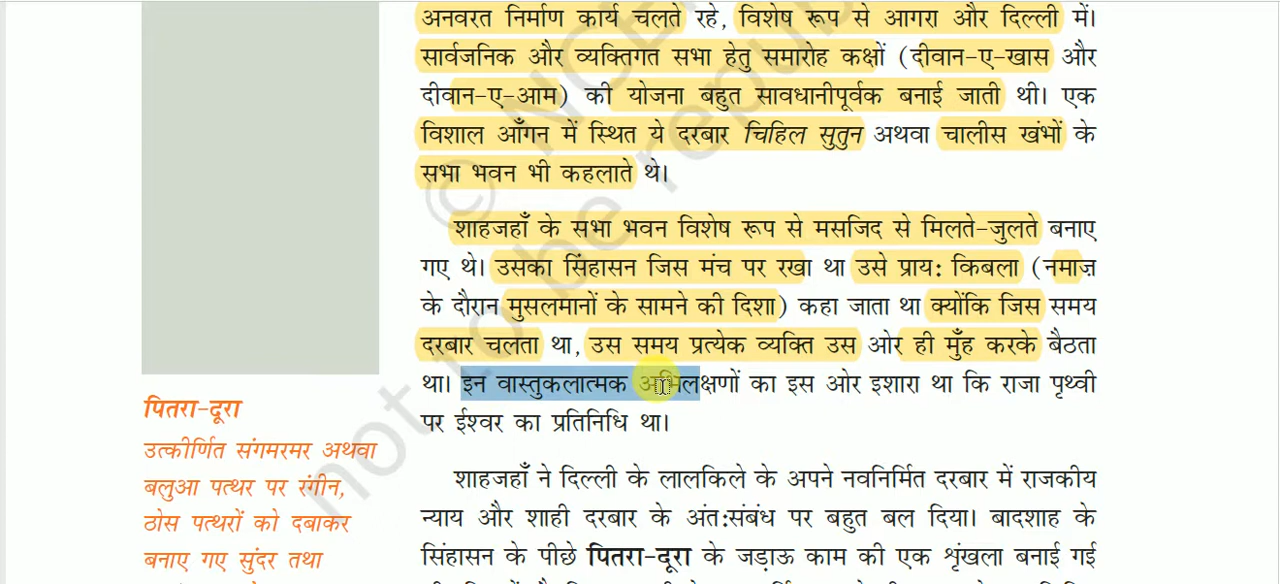 अनवरत निर्माण कार्य चलते रहे, विशेष रूप से आगरा और दिल्ली में।
सार्वजनिक और व्यक्तिगत सभा हेतु समारोह कक्षों (दीवान-ए-खास और
दीवान-ए-आम) की योजना बहुत सावधानीपूर्वक बनाई जाती थी। एक
विशाल आँगन में स्थित ये दरबार चिहिल सुतुन अथवा चालीस खंभों के
सभा भवन भी कहलाते थे।
शाहजहाँ के सभा भवन विशेष रूप से मसजिद से मिलते-जुलते बनाए
गए थे। उसका सिंहासन जिस मंच पर रखा था उसे प्राय: किबला (नमाज़
के दौरान मुसलमानों के सामने की दिशा) कहा जाता था क्योंकि जिस समय
दरबार चलता था, उस समय प्रत्येक व्यक्ति उस ओर ही मुँह करके बैठता
था। इन वास्तुकलात्मक अभिलक्षणों का इस ओर इशारा था कि राजा पृथ्वी
पर ईश्वर का प्रतिनिधि था।
शाहजहाँ ने दिल्ली के लालकिले के अपने नवनिर्मित दरबार में राजकीय
न्याय और शाही दरबार के अंत:संबंध पर बहुत बल दिया। बादशाह के
सिंहासन के पीछे पितरा-दूरा के जड़ाऊ काम की एक शृंखला बनाई गई
पितरा-दूरा
उत्कीर्णित संगमरमर अथवा
बलुआ पत्थर पर रंगीन,
ठोस पत्थरों को दबाकर
बनाए गए सुंदर तथा
© NCE
not to be repu